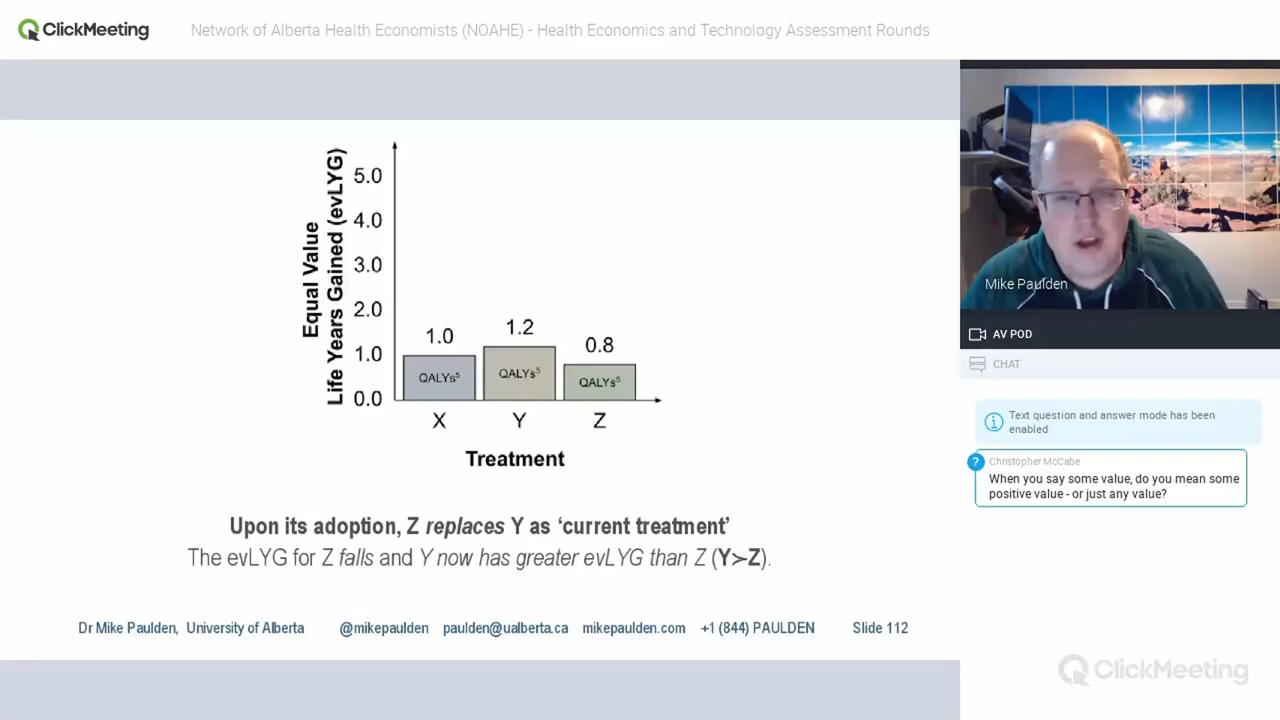 ClickMeeting
Network of Alberta Health Economists (NOAHE) - Health Economics and Technology Assessment Rounds
Equal Value
Life Years Gained (evLYG)
5.0
4.0
3.0
2.0
1.0
0.0
1.0
1.2
0.8
QALYs⁵
QALYs⁵
QALYs⁵
X
Y
Z
Treatment
Upon its adoption, Z replaces Y as ‘current treatment’
The evLYG for Z falls and Y now has greater evLYG than Z (Y≻Z).
Dr Mike Paulden, University of Alberta @mikepaulden paulden@ualberta.ca mikepaulden.com +1 (844) PAULDEN Slide 112
Mike Paulden
AV POD
CHAT
Text question and answer mode has been
enabled
?
Christopher McCabe
When you say some value, do you mean some
positive value - or just any value?
ClickMeeting